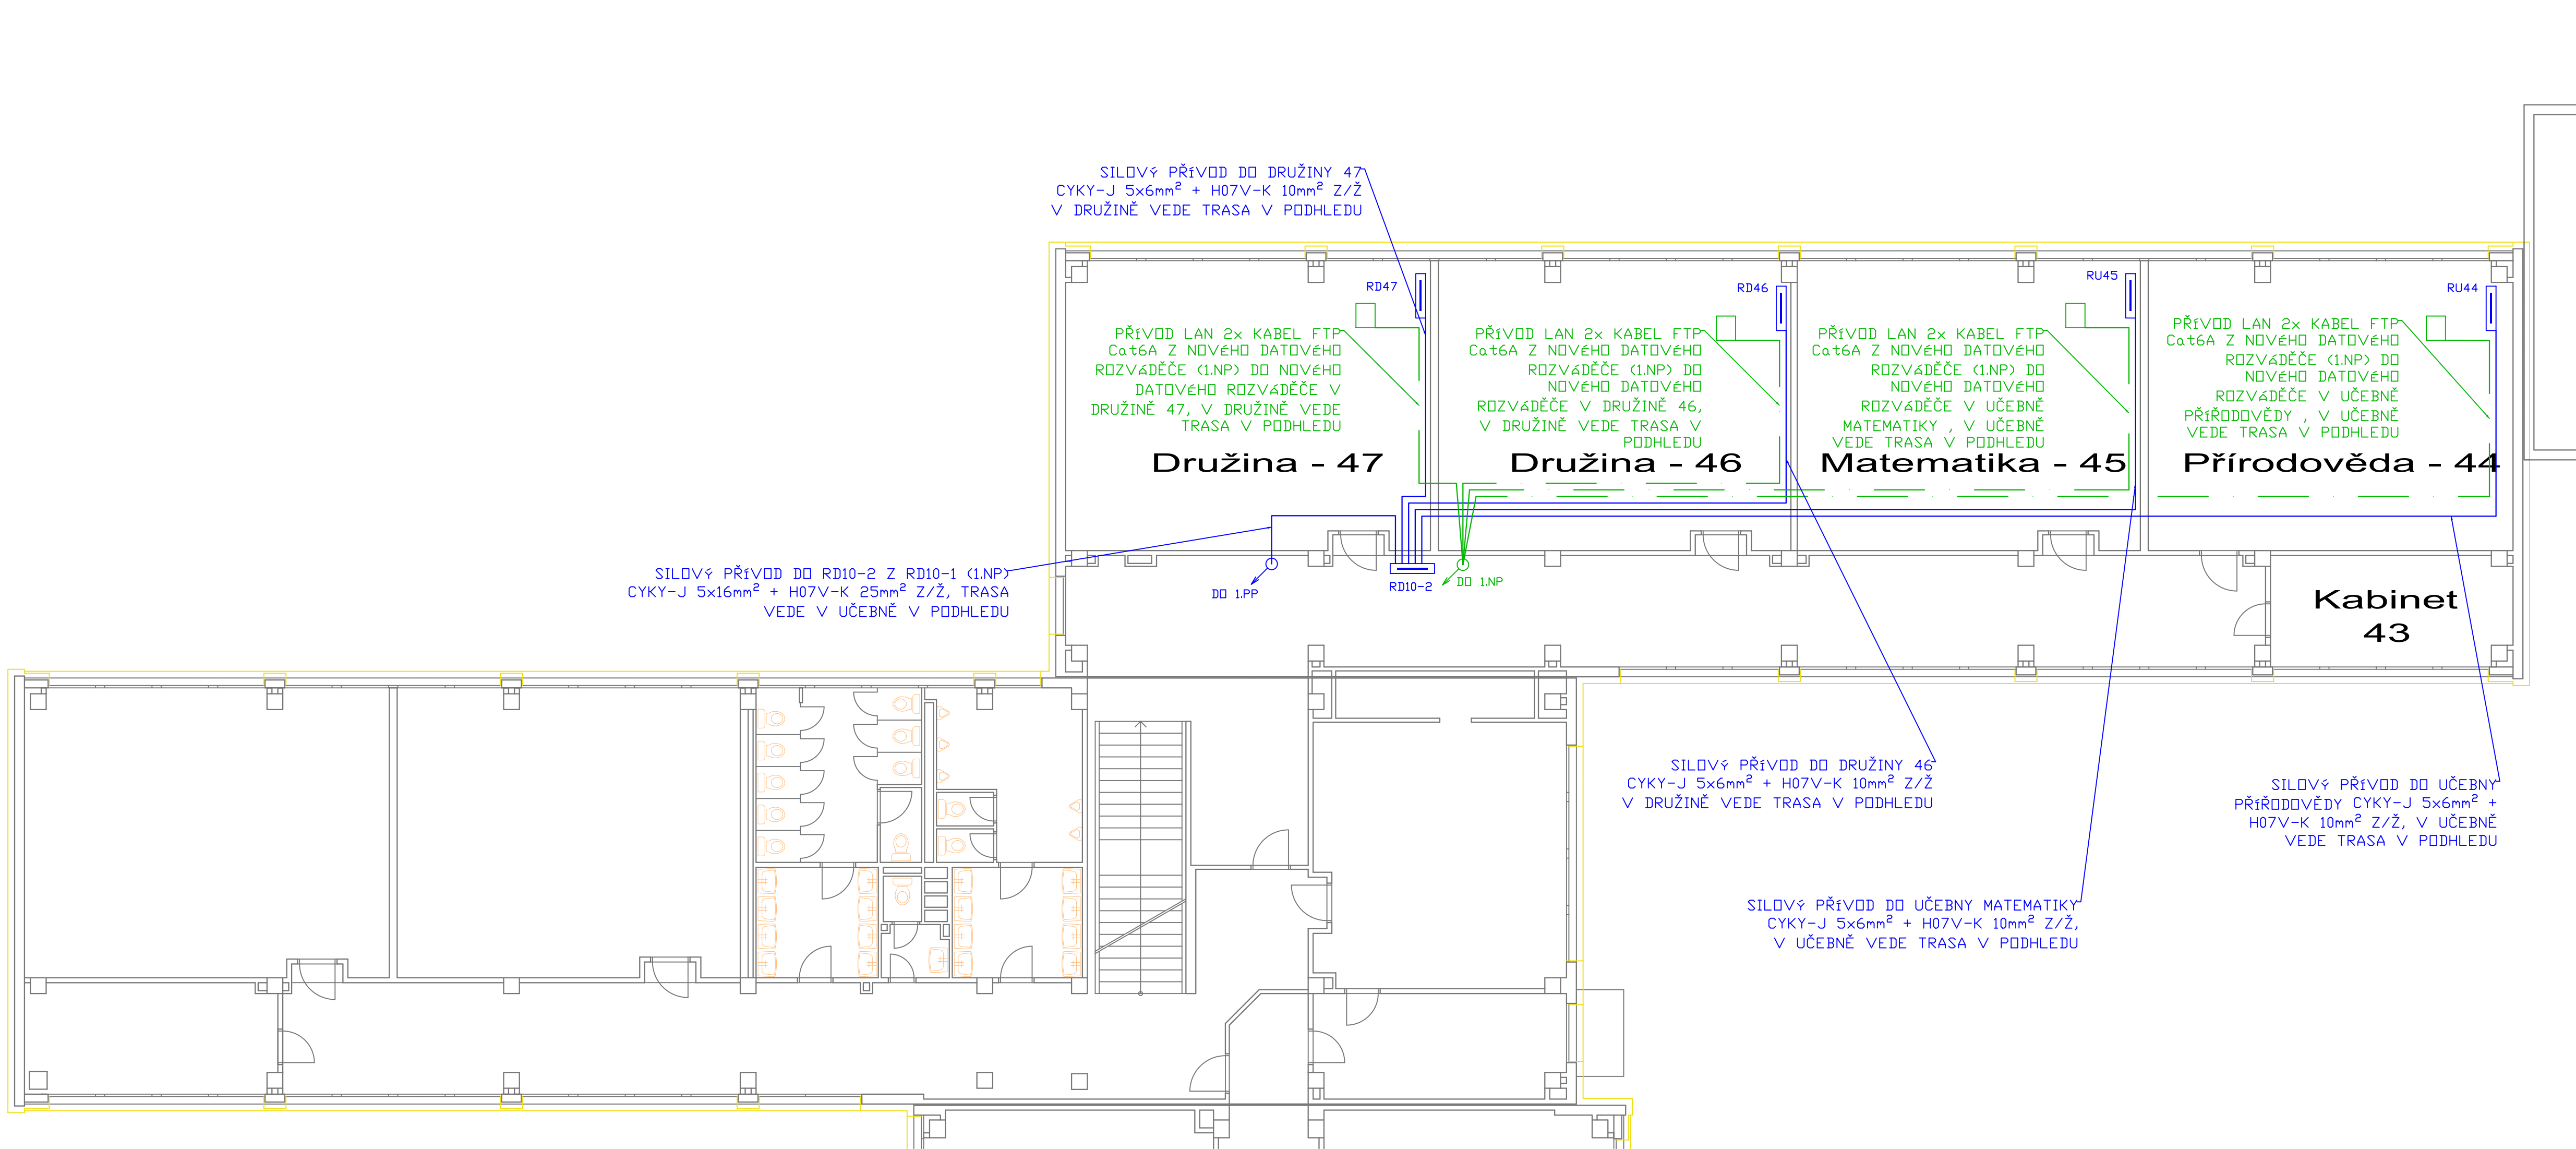 SILOVÝ PŘÍVOD DO DRUŽINY 47
CYKY-J 5x6mm² + H07V-K 10mm² Z/Ž
V DRUŽINĚ VEDE TRASA V PODHLEDU
RD47
RD46
RU45
RU44
PŘÍVOD LAN 2x KABEL FTP
Cat6A Z NOVÉHO DATOVÉHO
ROZVÁDĚČE (1.NP) DO NOVÉHO
DATOVÉHO ROZVÁDĚČE V
DRUŽINĚ 47, V DRUŽINĚ VEDE
TRASA V PODHLEDU
PŘÍVOD LAN 2x KABEL FTP
Cat6A Z NOVÉHO DATOVÉHO
ROZVÁDĚČE (1.NP) DO
NOVÉHO DATOVÉHO
ROZVÁDĚČE V DRUŽINĚ 46,
V DRUŽINĚ VEDE TRASA V
PODHLEDU
PŘÍVOD LAN 2x KABEL FTP
Cat6A Z NOVÉHO DATOVÉHO
ROZVÁDĚČE (1.NP) DO
NOVÉHO DATOVÉHO
ROZVÁDĚČE V UČEBNĚ
MATEMATIKY , V UČEBNĚ
VEDE TRASA V PODHLEDU
PŘÍVOD LAN 2x KABEL FTP
Cat6A Z NOVÉHO DATOVÉHO
ROZVÁDĚČE (1.NP) DO
NOVÉHO DATOVÉHO
ROZVÁDĚČE V UČEBNĚ
PŘÍŘODOVĚDY , V UČEBNĚ
VEDE TRASA V PODHLEDU
Družina - 47
Družina - 46
Matematika - 45
Přírodověda - 44
SILOVÝ PŘÍVOD DO RD10-2 Z RD10-1 (1.NP)
CYKY-J 5x16mm² + H07V-K 25mm² Z/Ž, TRASA
VEDE V UČEBNĚ V PODHLEDU
DO 1.PP
RD10-2
DO 1.NP
Kabinet
43
SILOVÝ PŘÍVOD DO DRUŽINY 46
CYKY-J 5x6mm² + H07V-K 10mm² Z/Ž
V DRUŽINĚ VEDE TRASA V PODHLEDU
SILOVÝ PŘÍVOD DO UČEBNY
PŘÍŘODOVĚDY CYKY-J 5x6mm² +
H07V-K 10mm² Z/Ž, V UČEBNĚ
VEDE TRASA V PODHLEDU
SILOVÝ PŘÍVOD DO UČEBNY MATEMATIKY
CYKY-J 5x6mm² + H07V-K 10mm² Z/Ž,
V UČEBNĚ VEDE TRASA V PODHLEDU